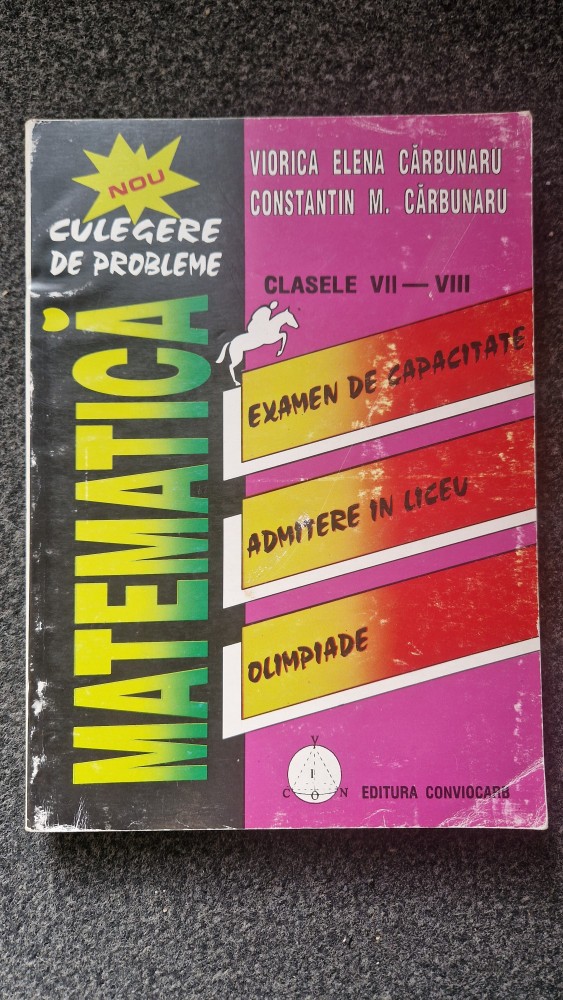 NOU
CULEGERE
DE PROBLEME
MATEMATICĂ
VIORICA ELENA CĂRBUNARU
CONSTANTIN M. CĂRBUNARU
CLASELE VII — VIII
EXAMEN DE CAPACITATE
ADMITERE IN LICEU
OLIMPIADE
V
I
C O N
EDITURA CONVIOCARB